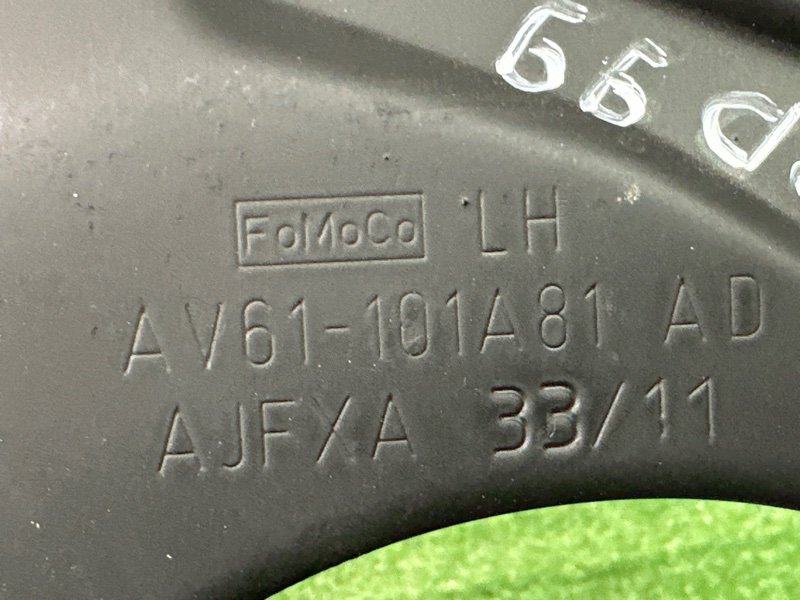 FoMoCo LH
AV61-101A81 AD
AJFXA 33/11